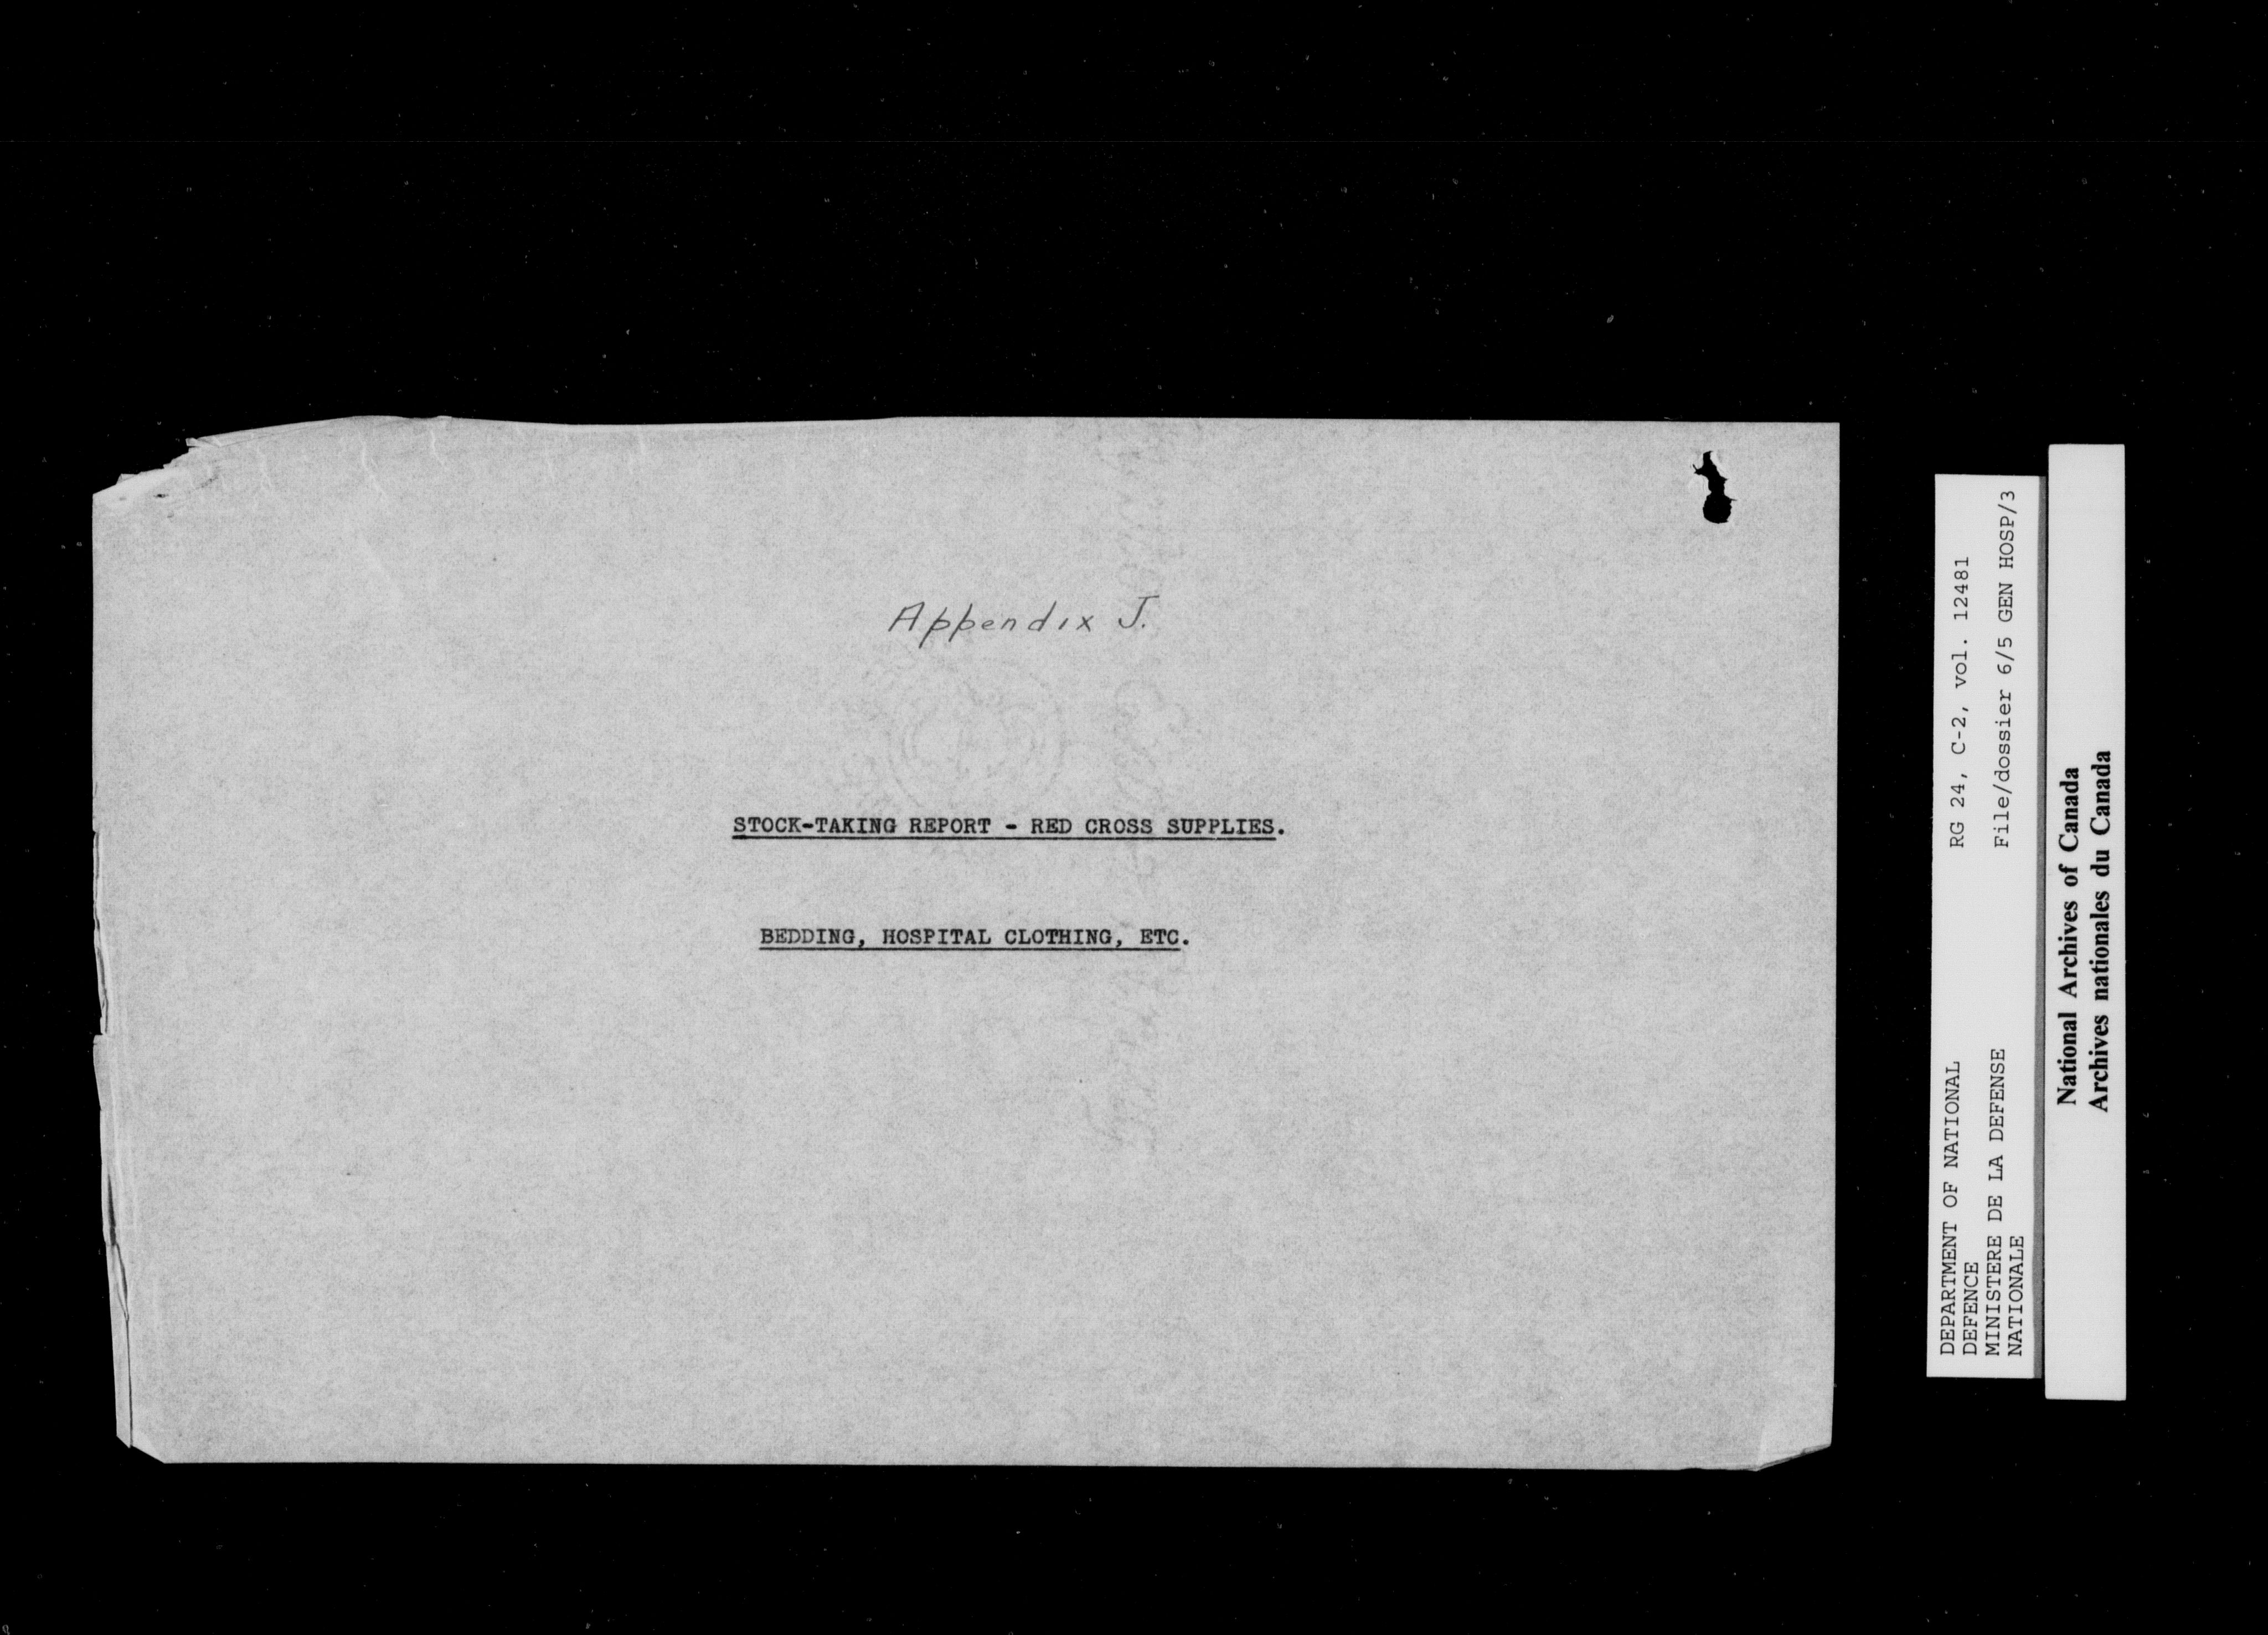 Appendix J.
STOCK-TAKING REPORT - RED CROSS SUPPLIES.
BEDDING, HOSPITAL CLOTHING, ETC.
DEPARTMENT OF NATIONAL
DEFENCE
MINISTERE DE LA DEFENSE
NATIONALE
RG 24, C-2, vol. 12481
File/dossier 6/5 GEN HOSP/3
National Archives of Canada
Archives nationales du Canada